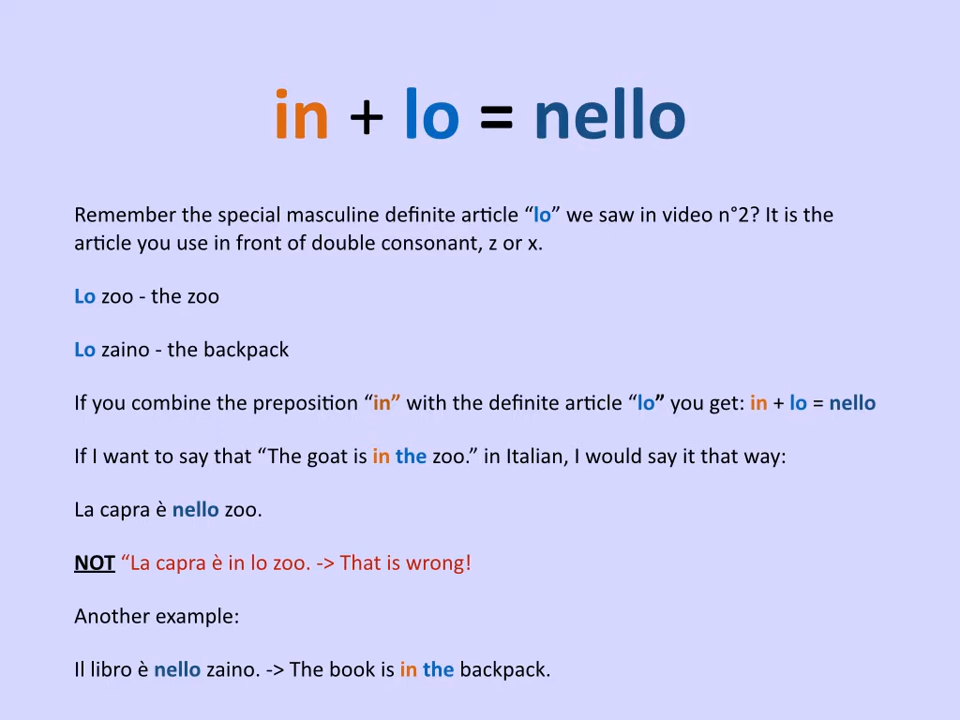 in + lo = nello
Remember the special masculine definite article “lo” we saw in video n°2? It is the
article you use in front of double consonant, z or x.
Lo zoo - the zoo
Lo zaino - the backpack
If you combine the preposition “in” with the definite article “lo” you get: in + lo = nello
If I want to say that “The goat is in the zoo.” in Italian, I would say it that way:
La capra è nello zoo.
NOT “La capra è in lo zoo. -> That is wrong!
Another example:
Il libro è nello zaino. -> The book is in the backpack.